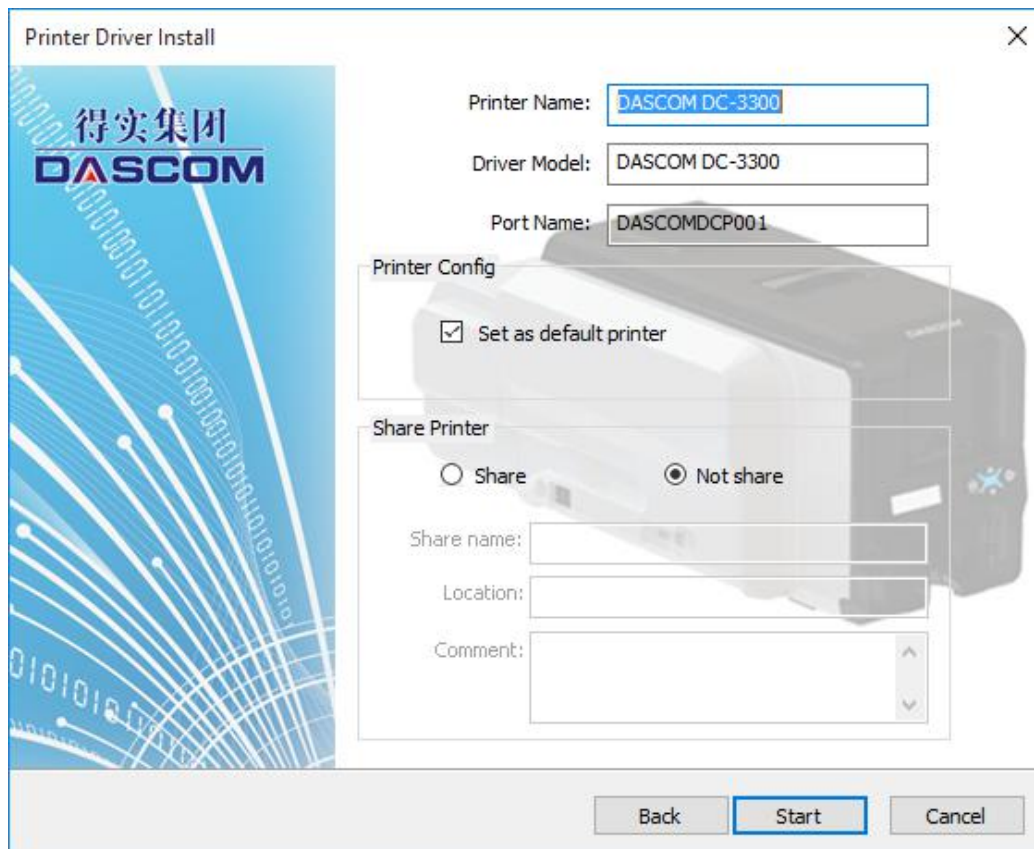 Printer Driver Install
得实集团
DASCOM
Printer Name: DASCOM DC-3300
Driver Model: DASCOM DC-3300
Port Name: DASCOMDCP001
Printer Config
Set as default printer
Share Printer
Share Not share
Share name:
Location:
Comment:
Back Start Cancel